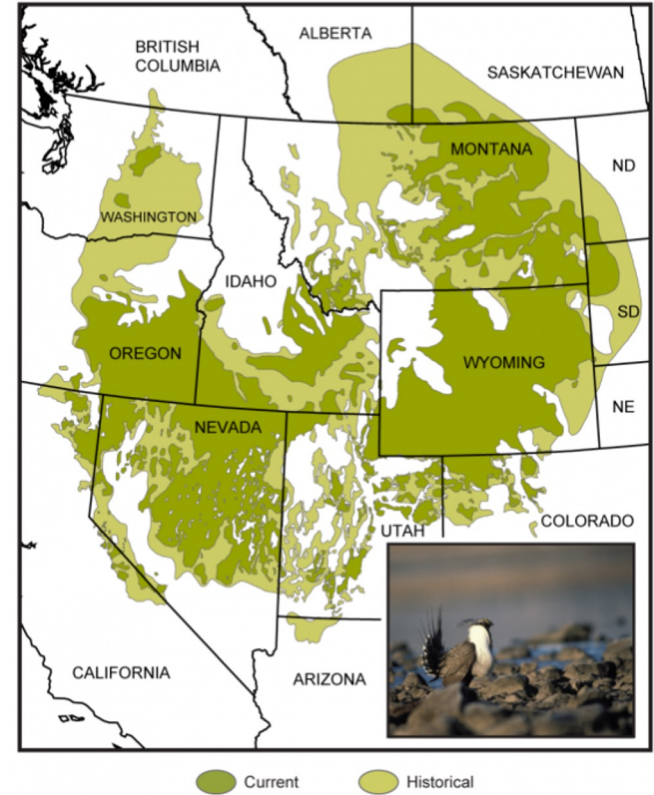 ALBERTA
BRITISH
COLUMBIA
SASKATCHEWAN
MONTANA
ND
WASHINGTON
IDAHO
SD
OREGON
WYOMING
NE
NEVADA
UTAH
COLORADO
CALIFORNIA
ARIZONA
Current
Historical